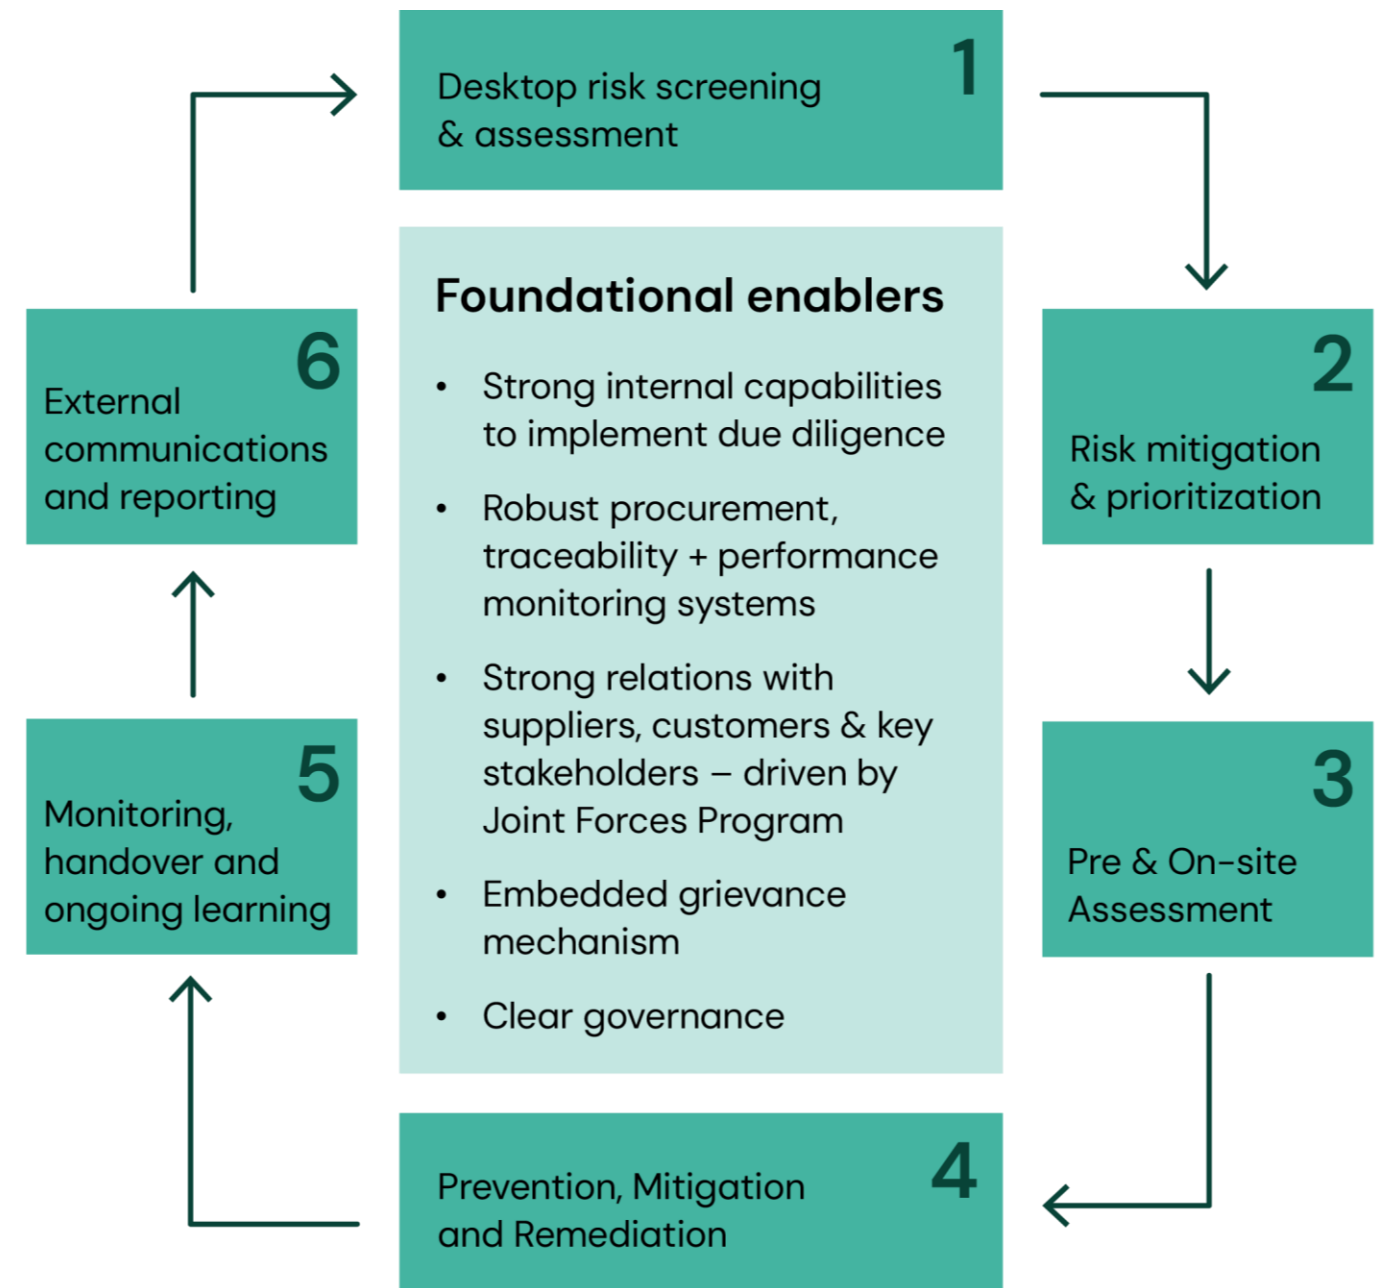 1
Desktop risk screening
& assessment
2
Risk mitigation
& prioritization
3
Pre & On-site
Assessment
4
Prevention, Mitigation
and Remediation
5
Monitoring,
handover and
ongoing learning
6
External
communications
and reporting
Foundational enablers
• Strong internal capabilities
to implement due diligence
• Robust procurement,
traceability + performance
monitoring systems
• Strong relations with
suppliers, customers & key
stakeholders – driven by
Joint Forces Program
• Embedded grievance
mechanism
• Clear governance